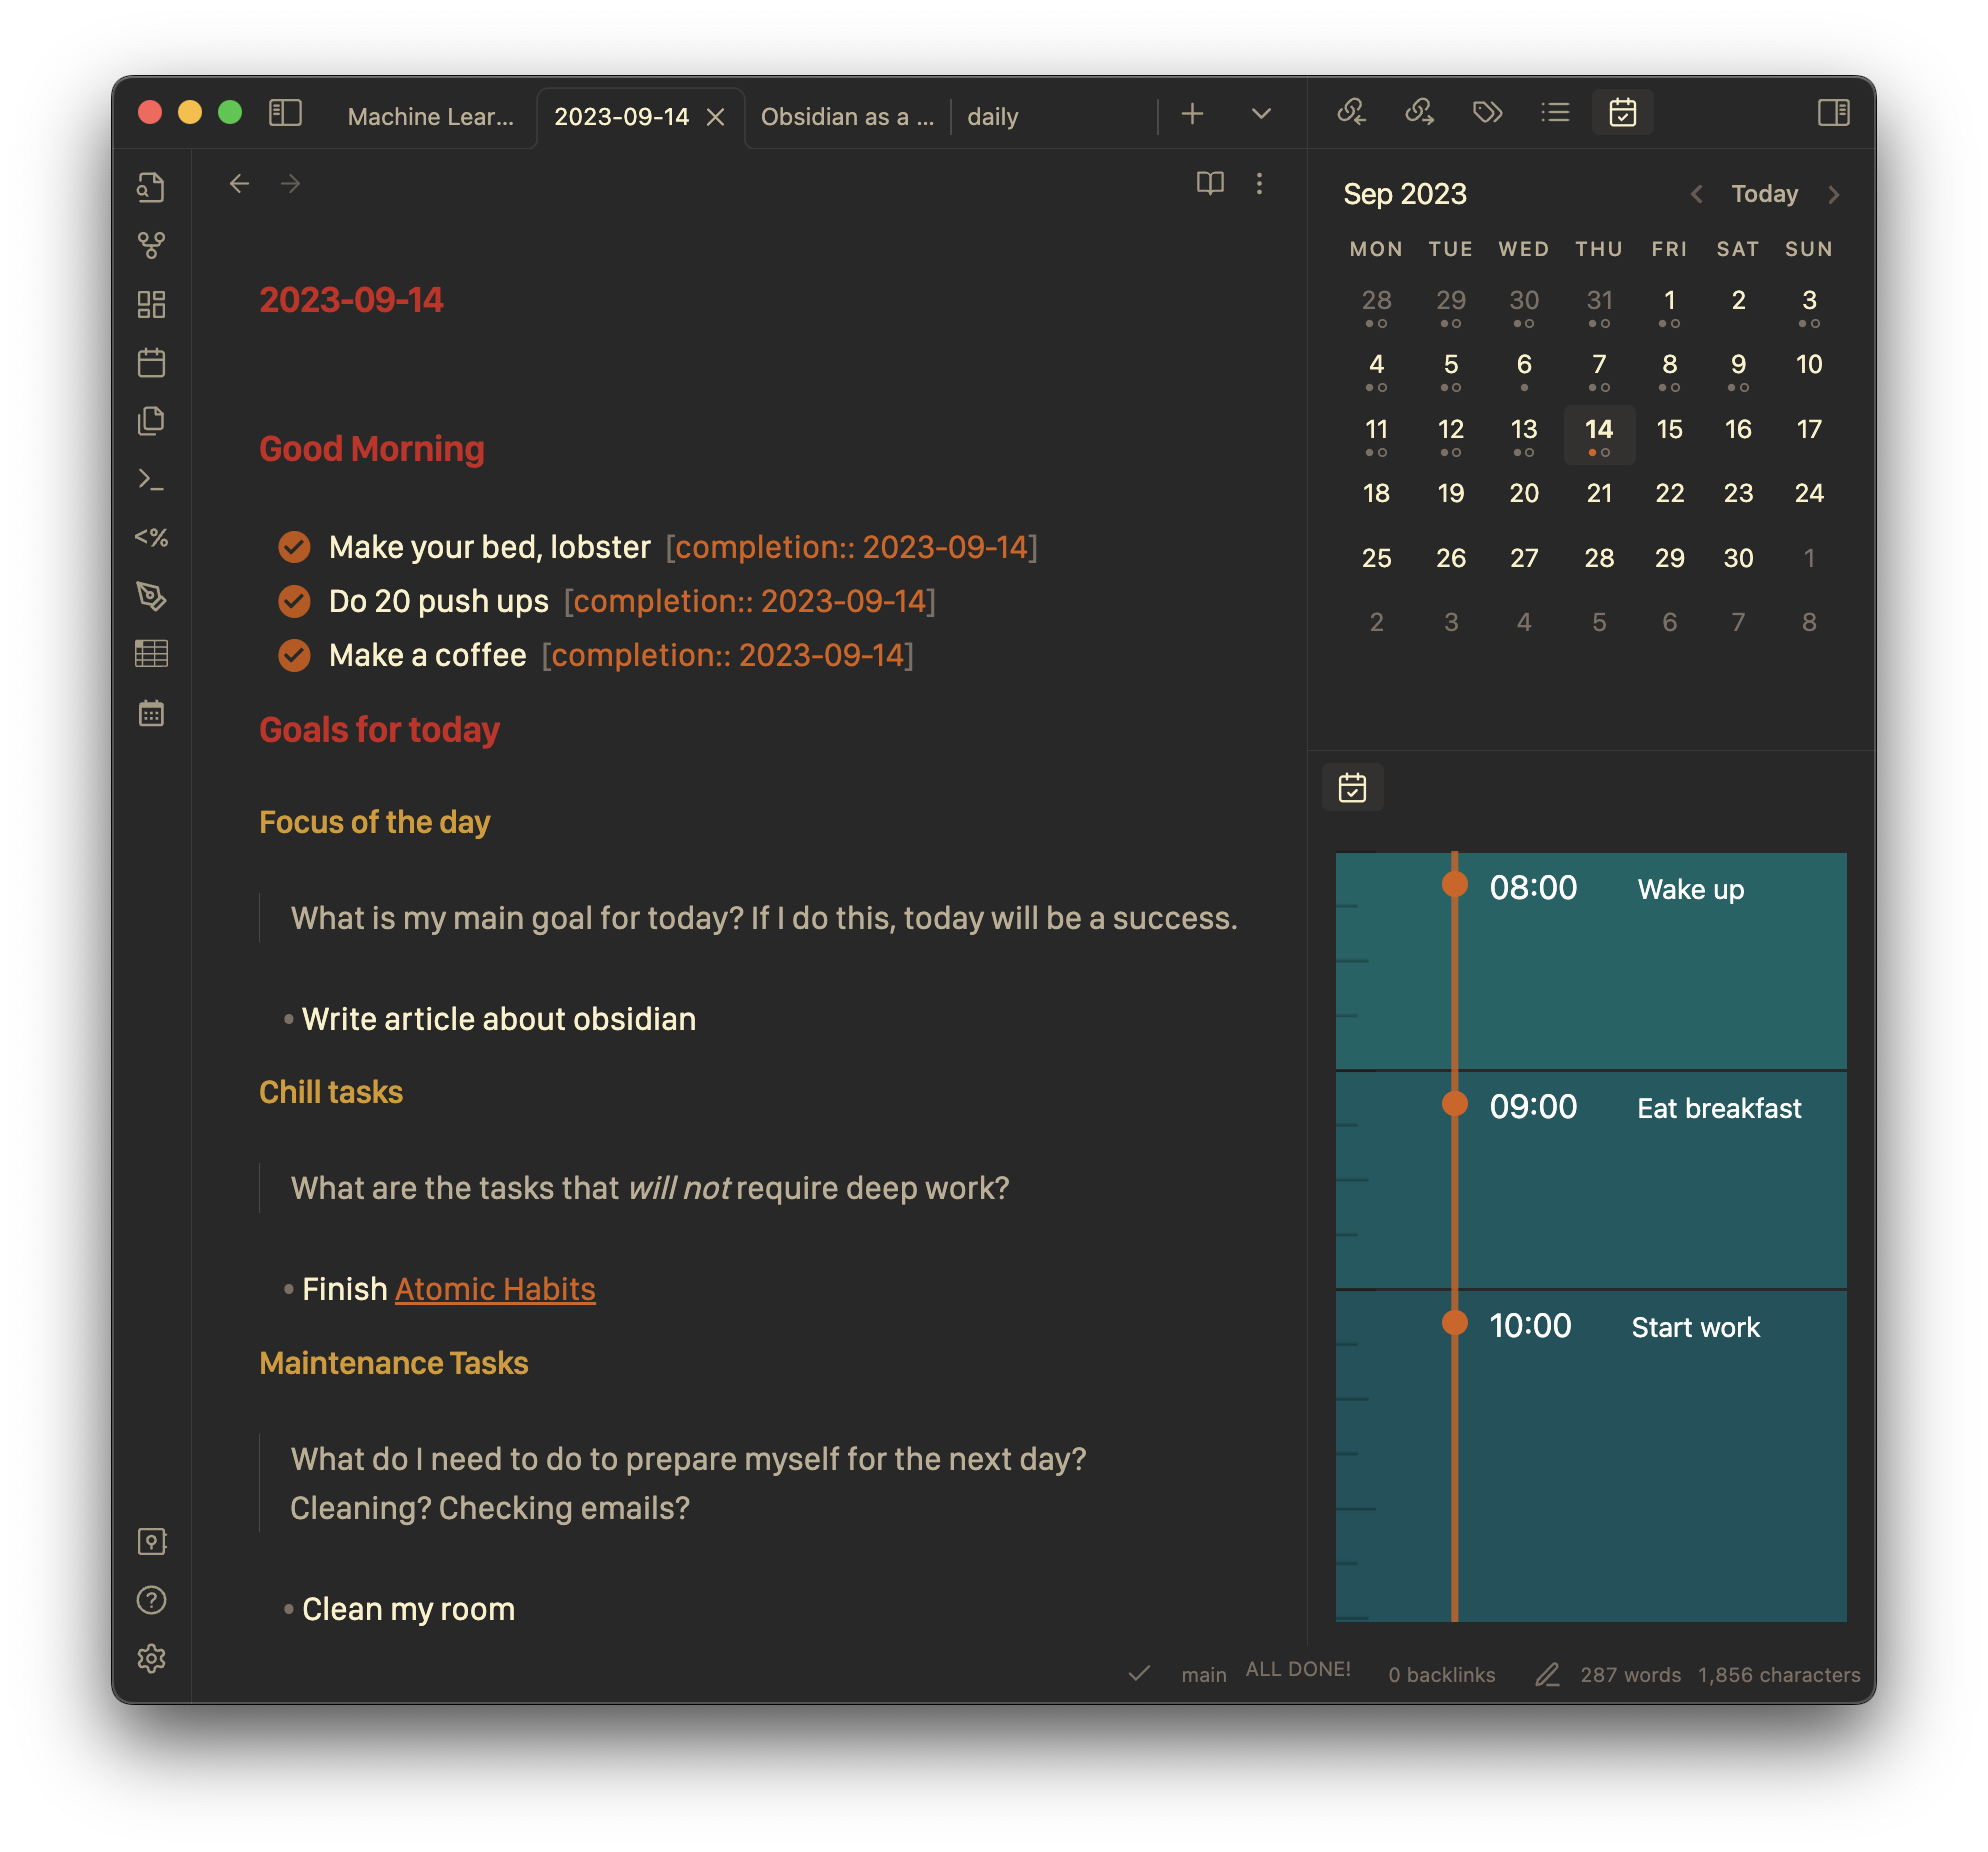 Machine Lear...
2023-09-14
Obsidian as a ...
daily
<%
2023-09-14
Good Morning
Make your bed, lobster [completion:: 2023-09-14]
Do 20 push ups [completion:: 2023-09-14]
Make a coffee [completion:: 2023-09-14]
Goals for today
Focus of the day
What is my main goal for today? If I do this, today will be a success.
• Write article about obsidian
Chill tasks
What are the tasks that will not require deep work?
• Finish Atomic Habits
Maintenance Tasks
What do I need to do to prepare myself for the next day?
Cleaning? Checking emails?
• Clean my room
Sep 2023
Today
MON TUE WED THU FRI SAT SUN
28 29 30 31 1 2 3
4 5 6 7 8 9 10
11 12 13 14 15 16 17
18 19 20 21 22 23 24
25 26 27 28 29 30 1
2 3 4 5 6 7 8
08:00 Wake up
09:00 Eat breakfast
10:00 Start work
main ALL DONE! 0 backlinks 287 words 1,856 characters